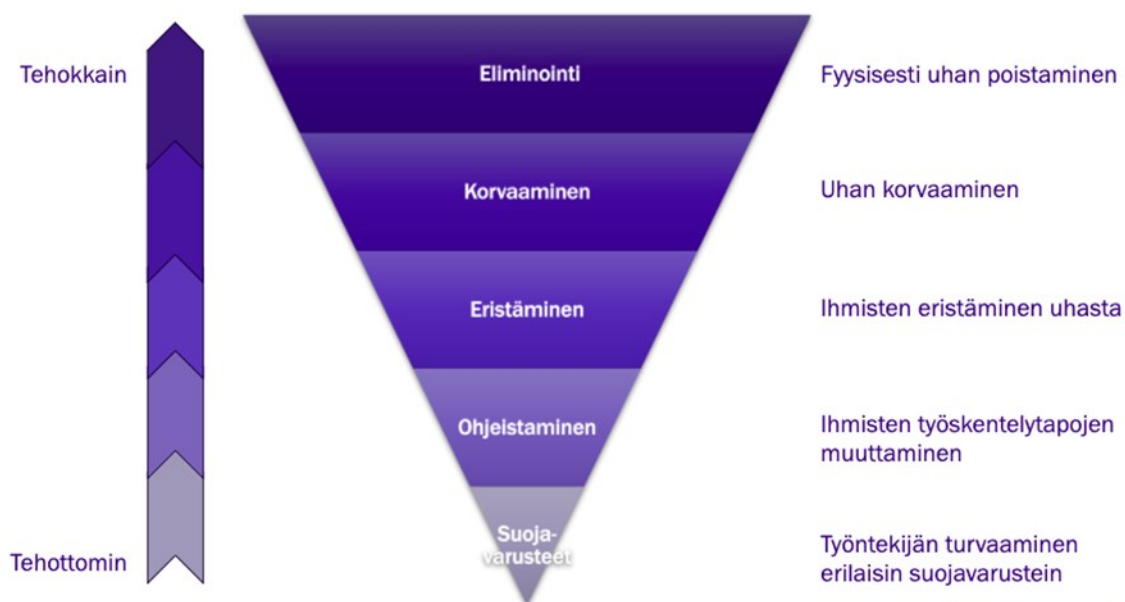 Tehokkain
Eliminointi
Fyysisesti uhan poistaminen
Korvaaminen
Uhan korvaaminen
Eristäminen
Ihmisten eristäminen uhasta
Ohjeistaminen
Ihmisten työskentelytapojen
muuttaminen
Suoja-
varusteet
Tehottomin
Työntekijän turvaaminen
erilaisin suojavarustein